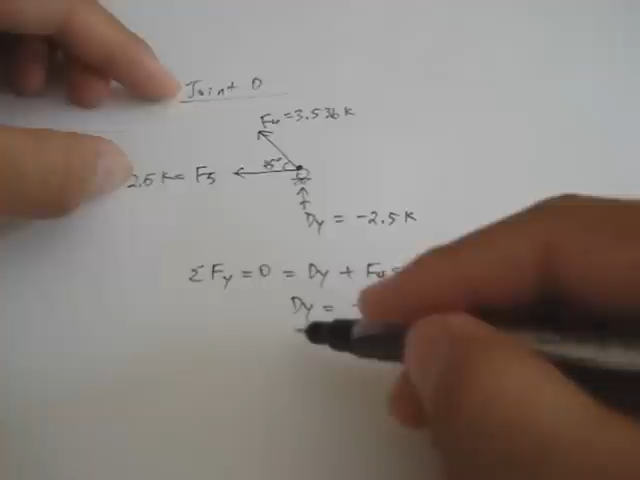 Joint D
F4 = 3.536 K
2.5 K = F5 45°
Dy = -2.5 K
ΣFy = 0 = Dy + F4
Dy = -